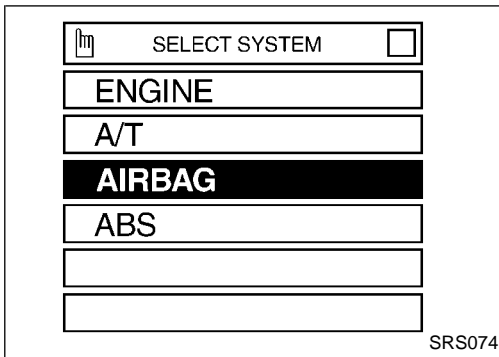 SELECT SYSTEM
ENGINE
A/T
AIRBAG
ABS
SRS074